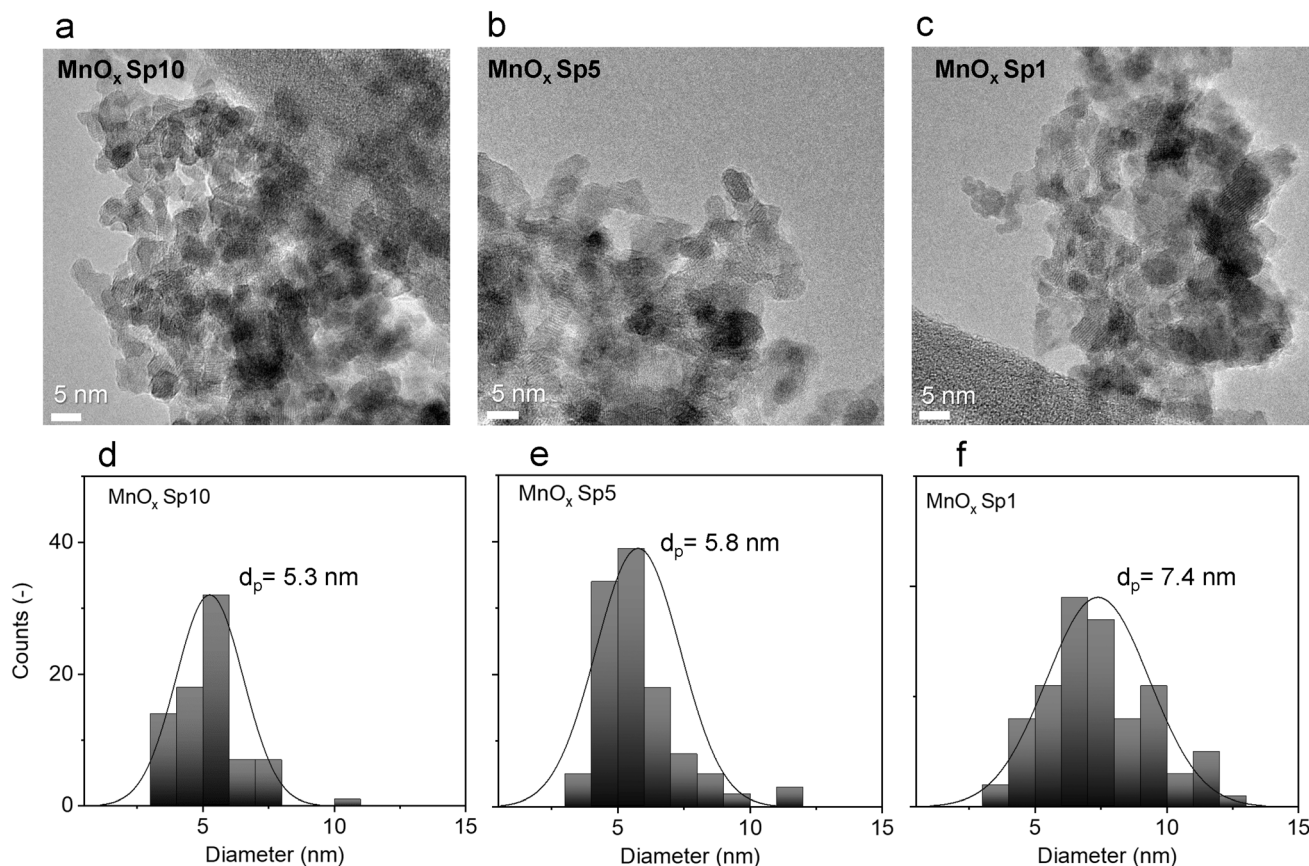 a
b
c
MnOₓ Sp10
MnOₓ Sp5
MnOₓ Sp1
5 nm
5 nm
5 nm
d
e
f
MnOₓ Sp10
MnOₓ Sp5
MnOₓ Sp1
dₚ= 5.3 nm
dₚ= 5.8 nm
dₚ= 7.4 nm
Counts (-)
40
20
0
5
10
15
5
10
15
5
10
15
Diameter (nm)
Diameter (nm)
Diameter (nm)